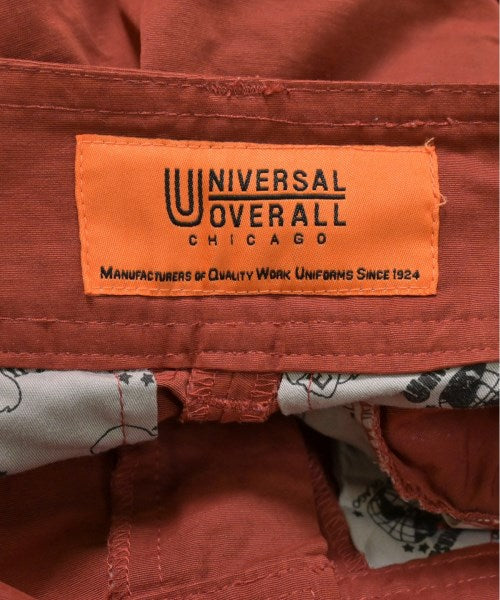 UNIVERSAL
OVERALL
CHICAGO
MANUFACTURERS OF QUALITY WORK UNIFORMS SINCE 1924